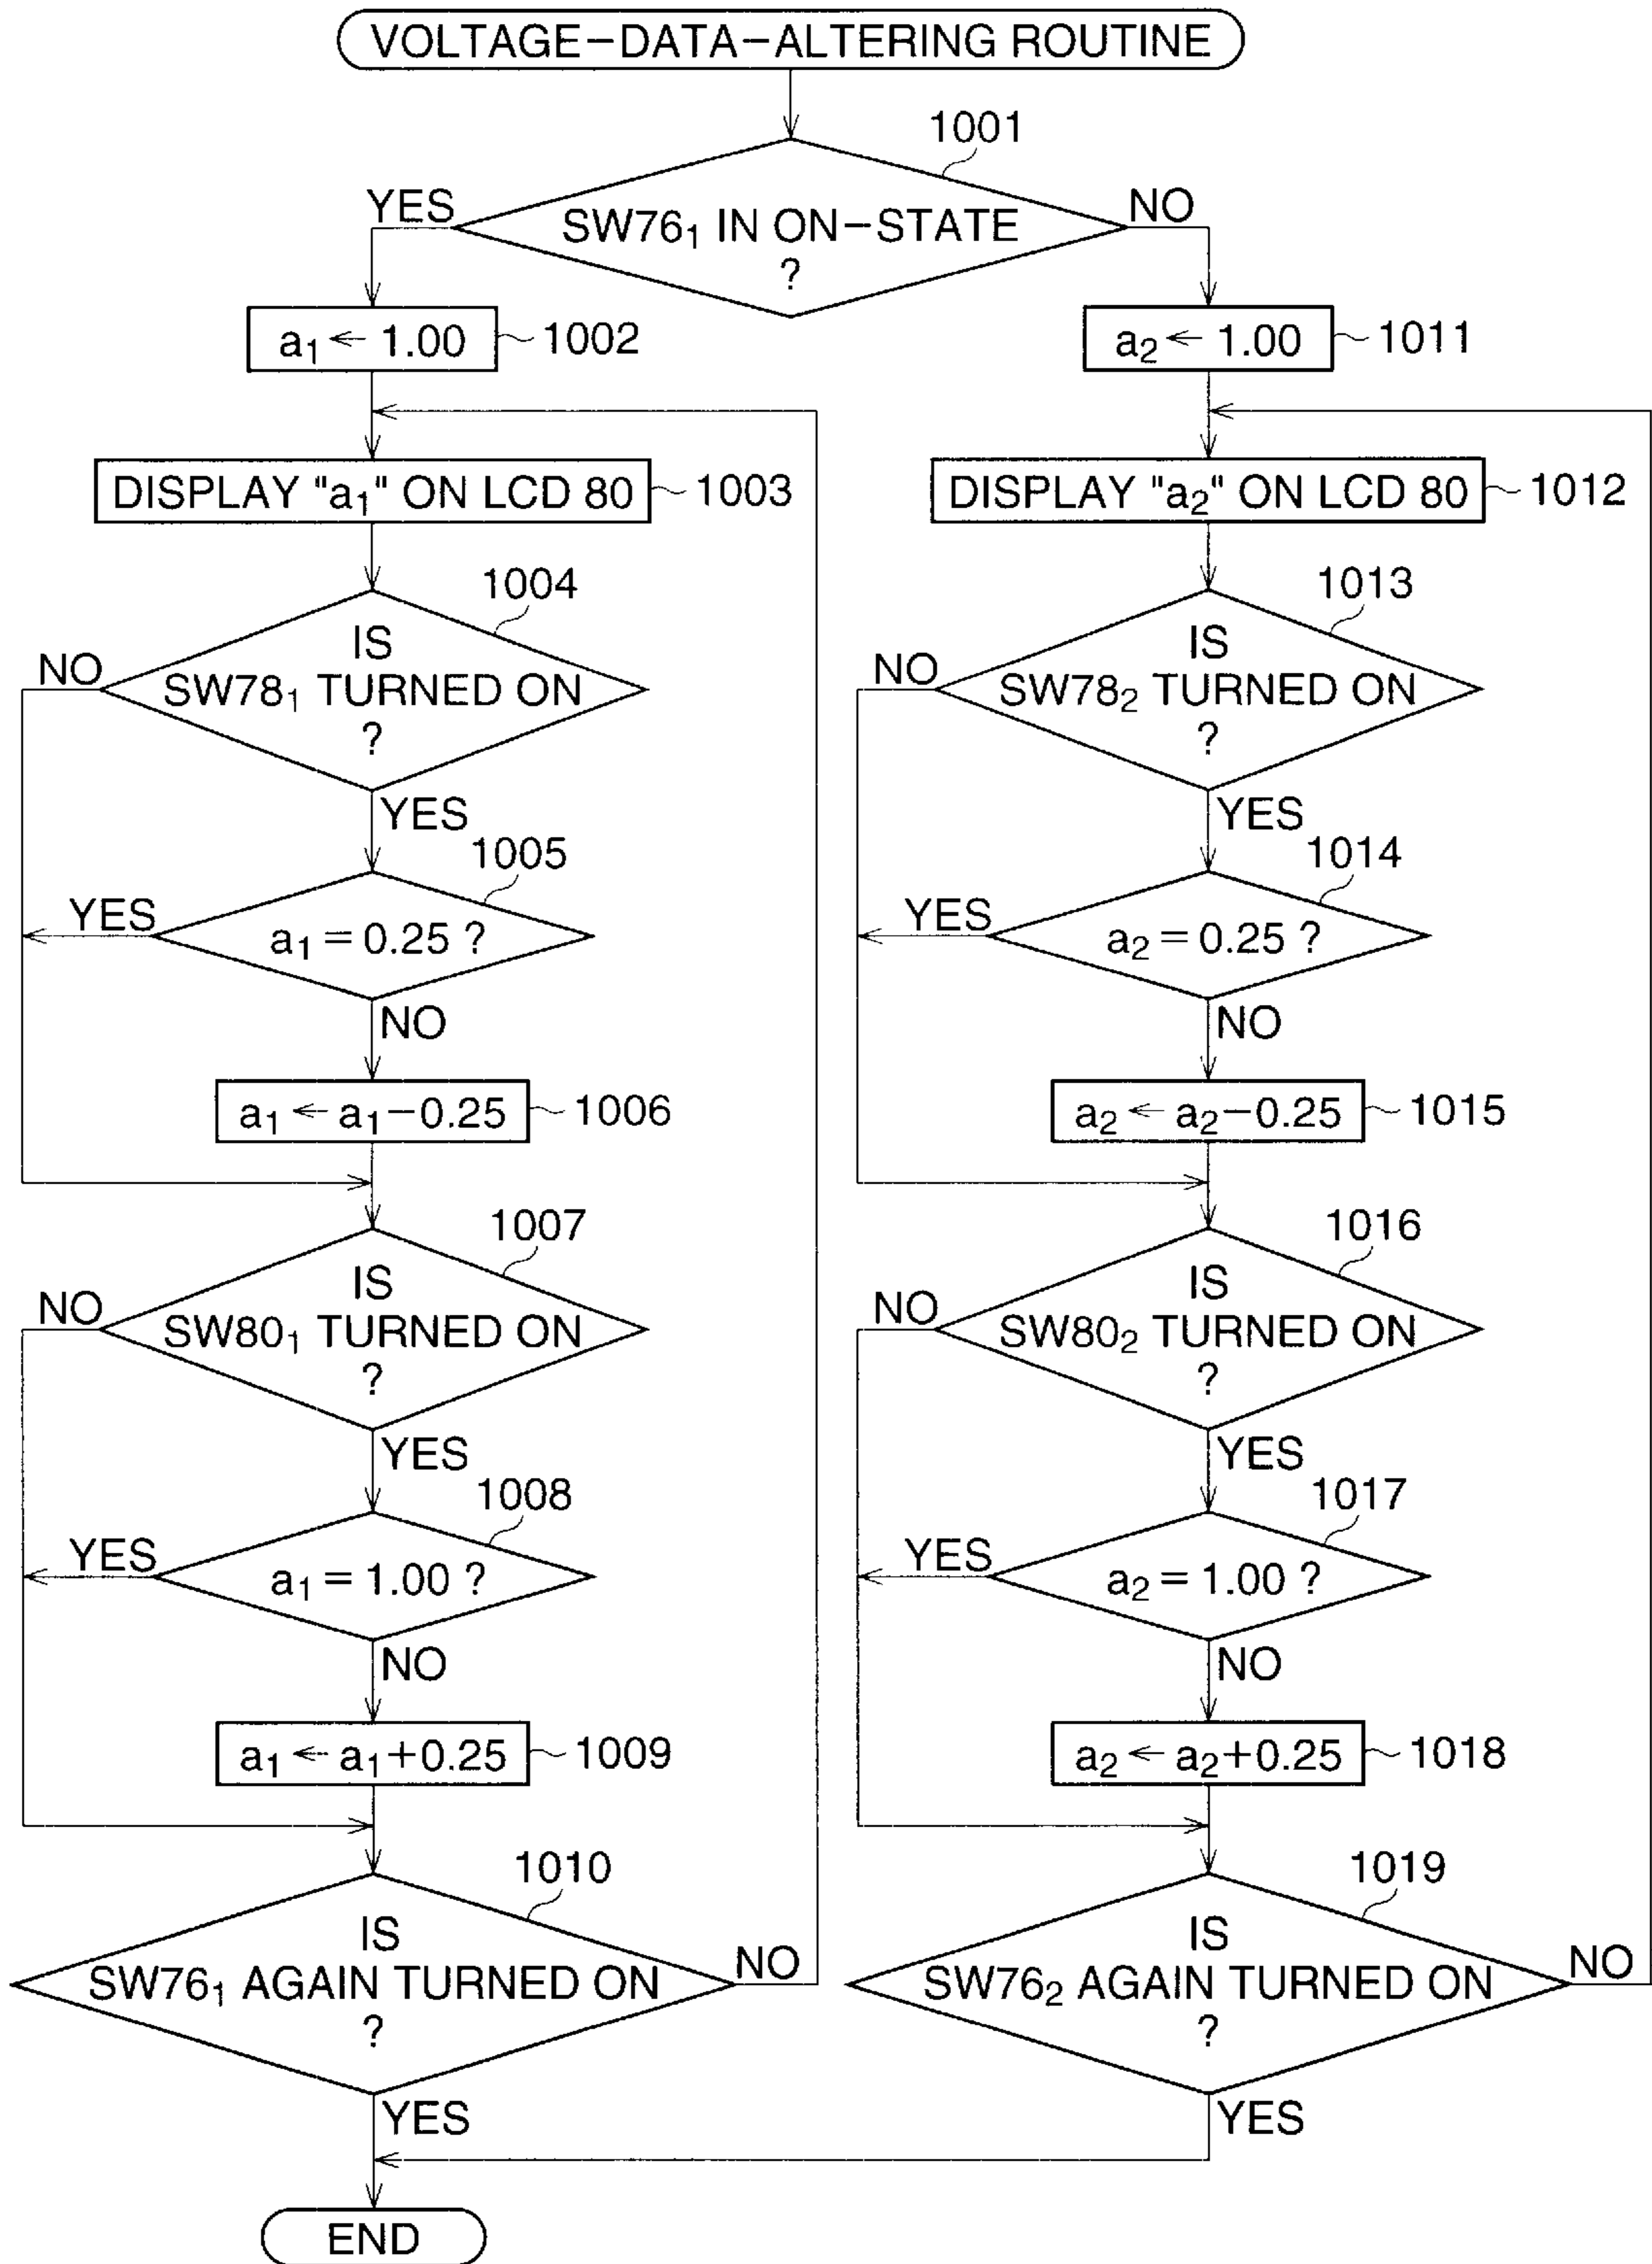 VOLTAGE-DATA-ALTERING ROUTINE
1001
YES
NO
SW76₁ IN ON-STATE
?
a₁ ← 1.00
1002
DISPLAY "a₁" ON LCD 80
1003
1004
NO
IS
SW78₁ TURNED ON
?
YES
1005
YES
a₁ = 0.25 ?
NO
a₁ ← a₁-0.25
1006
1007
NO
IS
SW80₁ TURNED ON
?
YES
1008
YES
a₁ = 1.00 ?
NO
a₁ ← a₁+0.25
1009
1010
IS
SW76₁ AGAIN TURNED ON
?
NO
YES
a₂ ← 1.00
1011
DISPLAY "a₂" ON LCD 80
1012
1013
NO
IS
SW78₂ TURNED ON
?
YES
1014
YES
a₂ = 0.25 ?
NO
a₂ ← a₂-0.25
1015
1016
NO
IS
SW80₂ TURNED ON
?
YES
1017
YES
a₂ = 1.00 ?
NO
a₂ ← a₂+0.25
1018
1019
IS
SW76₂ AGAIN TURNED ON
?
NO
YES
END